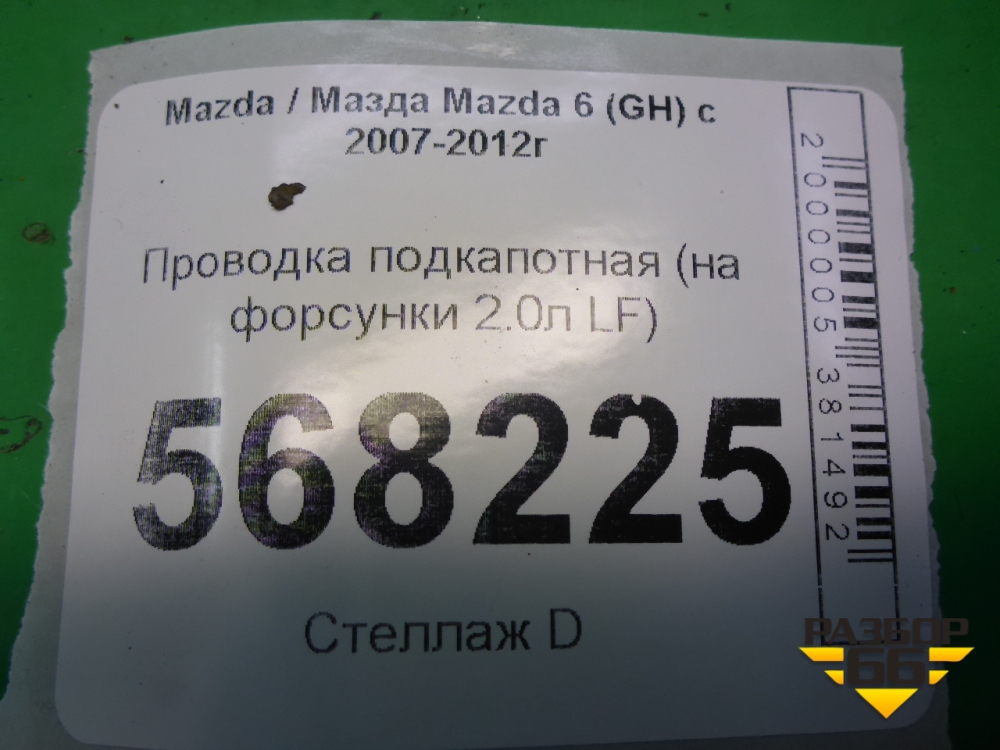 Mazda / Мазда Mazda 6 (GH) с
2007-2012г
Проводка подкапотная (на
форсунки 2.0л LF)
568225
Стеллаж D
2000005381492
РАЗБОР
66